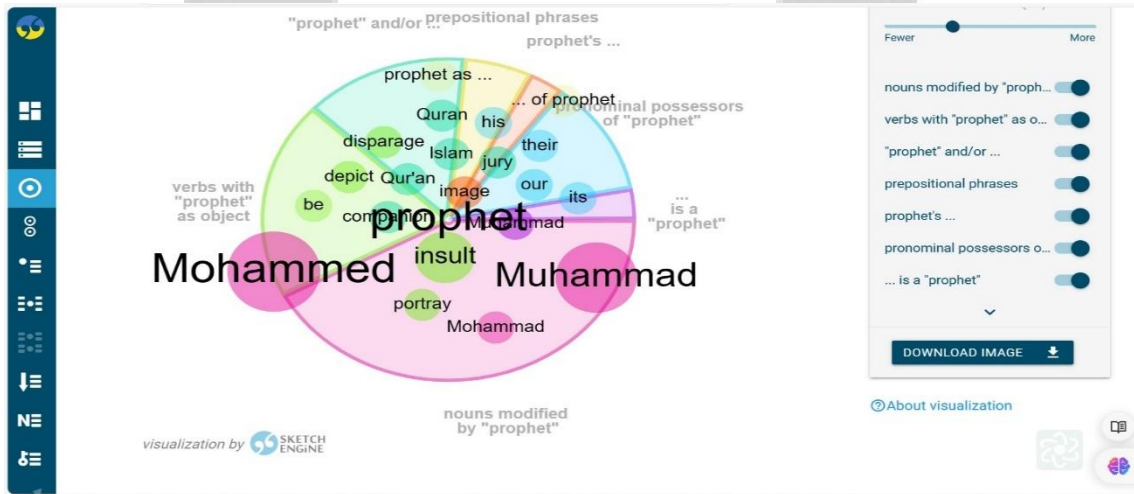 "prophet" and/or ...
prepositional phrases
prophet's ...
prophet as ...
... of prophet
pronominal possessors
of "prophet"
Quran
his
disparage
Islam
jury
their
depict
Qur'an
image
our
its
verbs with
"prophet"
as object
be
companion
prophet
Muhammad
...
is a
"prophet"
Mohammed
insult
Muhammad
portray
Mohammad
nouns modified
by "prophet"
visualization by SKETCH
ENGINE
Fewer
More
nouns modified by "proph...
verbs with "prophet" as o...
"prophet" and/or ...
prepositional phrases
prophet's ...
pronominal possessors o...
... is a "prophet"
DOWNLOAD IMAGE
About visualization